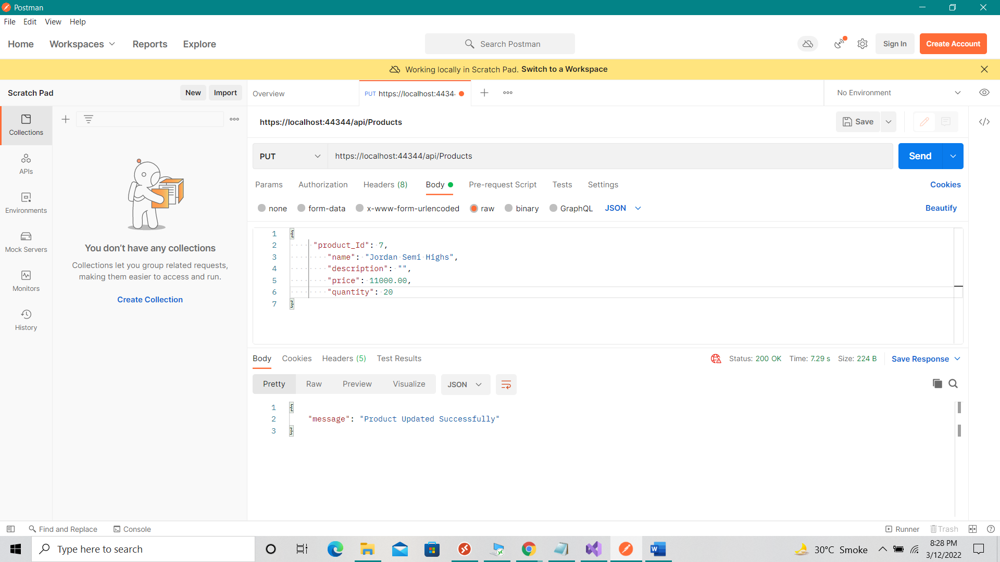 Postman
File Edit View Help
Home Workspaces Reports Explore Search Postman Sign In Create Account
Working locally in Scratch Pad. Switch to a Workspace
Scratch Pad New Import Overview PUT https://localhost:4434 No Environment
https://localhost:44344/api/Products Save
Collections
PUT https://localhost:44344/api/Products Send
APIs
Params Authorization Headers (8) Body Pre-request Script Tests Settings Cookies
Environments
none form-data x-www-form-urlencoded raw binary GraphQL JSON Beautify
Mock Servers
Monitors
History
You don’t have any collections
Collections let you group related requests,
making them easier to access and run.
Create Collection
1 {
2 "product_Id": 7,
3 "name": "Jordan Semi Highs",
4 "description": "",
5 "price": 11000.00,
6 "quantity": 20
7 }
Body Cookies Headers (5) Test Results Status: 200 OK Time: 7.29 s Size: 224 B Save Response
Pretty Raw Preview Visualize JSON
1 {
2 "message": "Product Updated Successfully"
3 }
Find and Replace Console Runner Trash
Type here to search 30°C Smoke 8:28 PM
3/12/2022